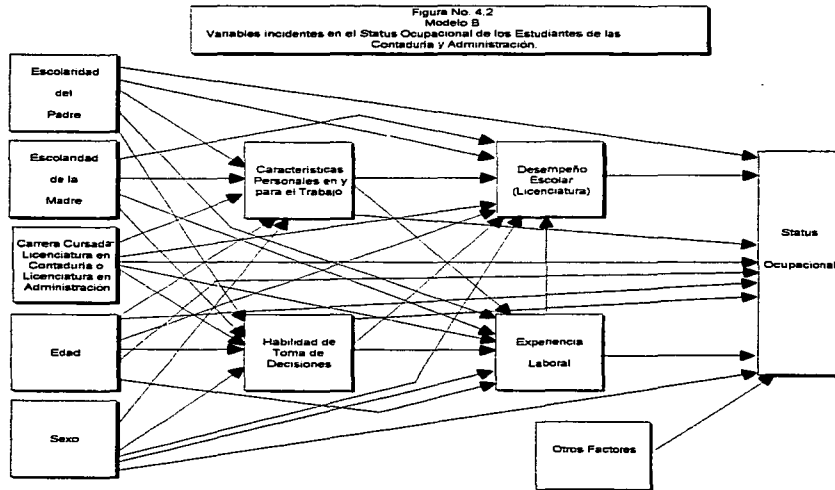 Figura No. 4.2
Modelo B
Variables incidentes en el Status Ocupacional de los Estudiantes de las
Contaduría y Administración.
Escolaridad
del
Padre
Escolaridad
de la
Madre
Carrera Cursada
Licenciatura en
Contaduría o
Licenciatura en
Administración
Edad
Sexo
Características
Personales en y
para el Trabajo
Habilidad de
Toma de
Decisiones
Desempeño
Escolar
(Licenciatura)
Experiencia
Laboral
Otros Factores
Status
Ocupacional